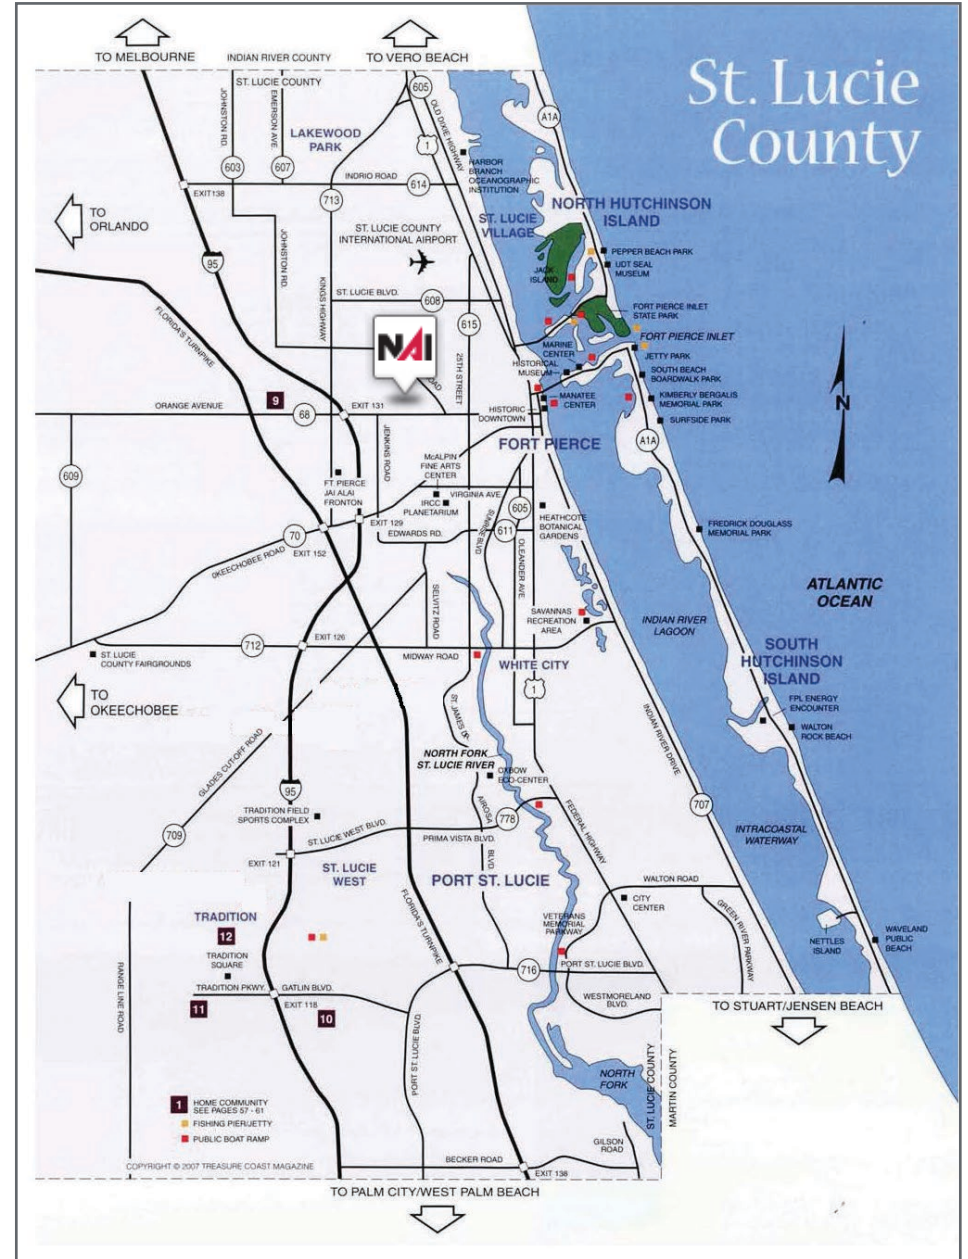 TO MELBOURNE
INDIAN RIVER COUNTY
TO VERO BEACH
ST. LUCIE COUNTY
St. Lucie
County
JOHNSTON RD.
EMERSON AVE
605
OLD DIXIE HIGHWAY
A1A
LAKEWOOD
PARK
1
HARBOR
BRANCH
OCEANOGRAPHIC
INSTITUTION
603
607
INDRIO ROAD
614
EXIT138
713
TO
ORLANDO
ST. LUCIE COUNTY
INTERNATIONAL AIRPORT
ST. LUCIE
VILLAGE
NORTH HUTCHINSON
ISLAND
95
JOHNSTON RD.
PEPPER BEACH PARK
UDT SEAL
MUSEUM
JACK
ISLAND
KINGS HIGHWAY
ST. LUCIE BLVD.
608
615
FLORIDA'S TURNPIKE
FORT PIERCE INLET
STATE PARK
FORT PIERCE INLET
NAI
ROAD
25TH STREET
MARINE
CENTER
HISTORICAL
MUSEUM
JETTY PARK
SOUTH BEACH
BOARDWALK PARK
MANATEE
CENTER
KIMBERLY BERGALIS
MEMORIAL PARK
9
ORANGE AVENUE
68
EXIT 131
HISTORIC
DOWNTOWN
SURFSIDE PARK
N
JENKINS ROAD
FORT PIERCE
A1A
609
McALPIN
FINE ARTS
CENTER
FT. PIERCE
JAI ALAI
FRONTON
VIRGINIA AVE.
IRCC
PLANETARIUM
SUNRISE BLVD
605
HEATHCOTE
BOTANICAL
GARDENS
EXIT 129
70
EXIT 152
EDWARDS RD.
611
OLEANDER AVE.
FREDRICK DOUGLASS
MEMORIAL PARK
OKEECHOBEE ROAD
SELVITZ ROAD
ATLANTIC
OCEAN
SAVANNAS
RECREATION
AREA
INDIAN RIVER
LAGOON
712
EXIT 126
ST. LUCIE
COUNTY FAIRGROUNDS
MIDWAY ROAD
WHITE CITY
SOUTH
HUTCHINSON
ISLAND
TO
OKEECHOBEE
1
ST. JAMES DR.
FPL ENERGY
ENCOUNTER
WALTON
ROCK BEACH
INDIAN RIVER DRIVE
GLADES CUT-OFF ROAD
NORTH FORK
ST. LUCIE RIVER
OXBOW
ECO-CENTER
95
TRADITION FIELD
SPORTS COMPLEX
AIROSA
BLVD
778
FEDERAL HIGHWAY
707
709
ST. LUCIE WEST BLVD.
PRIMA VISTA BLVD.
INTRACOASTAL
WATERWAY
EXIT 121
ST. LUCIE
WEST
PORT ST. LUCIE
WALTON ROAD
CITY
CENTER
GREEN RIVER PARKWAY
FLORIDA'S TURNPIKE
TRADITION
12
VETERANS
MEMORIAL
PARKWAY
NETTLES
ISLAND
WAVELAND
PUBLIC
BEACH
TRADITION
SQUARE
716
PORT ST. LUCIE BLVD.
RANGE LINE ROAD
TRADITION PKWY.
GATLIN BLVD.
EXIT 118
11
10
WESTMORELAND
BLVD.
TO STUART/JENSEN BEACH
PORT ST. LUCIE BLVD.
ST. LUCIE COUNTY
MARTIN COUNTY
NORTH
FORK
1
HOME COMMUNITY
SEE PAGES 57 - 61
FISHING PIER/JETTY
PUBLIC BOAT RAMP
GILSON
ROAD
COPYRIGHT © 2007 TREASURE COAST MAGAZINE
BECKER ROAD
EXIT 138
TO PALM CITY/WEST PALM BEACH